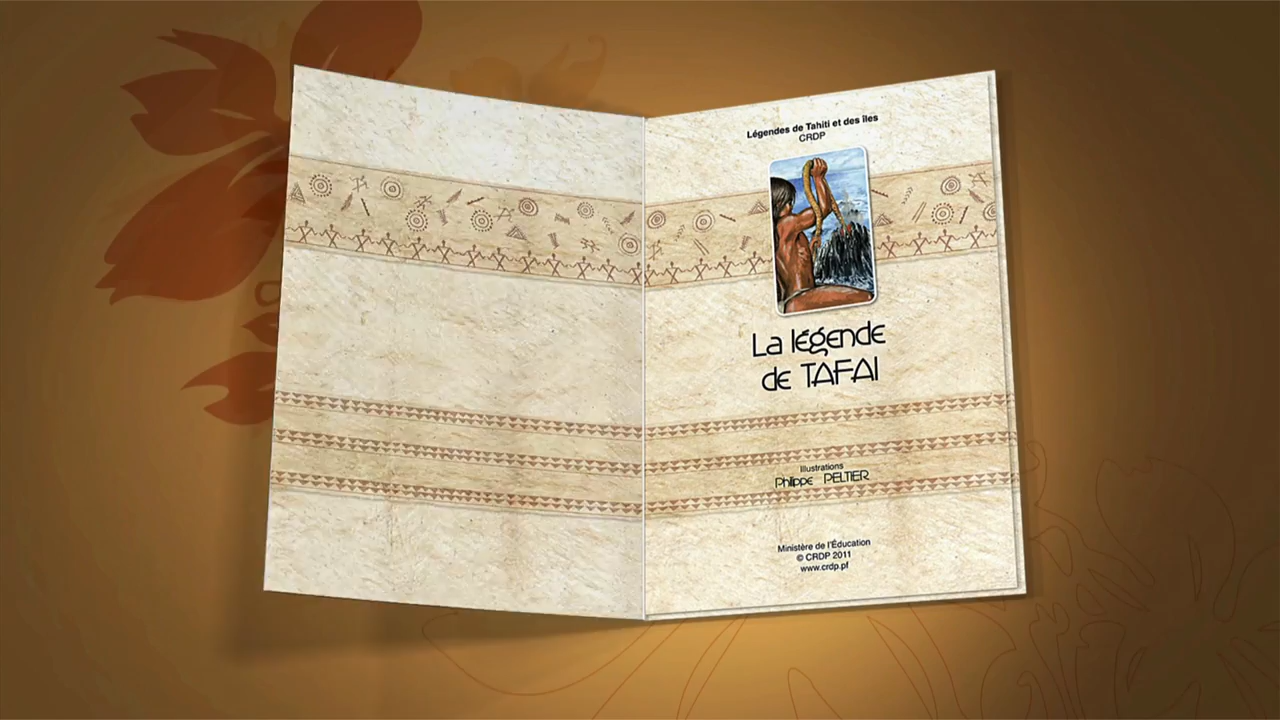 Légendes de Tahiti et des îles
CRDP
La légende
de TAFAI
Illustrations
Philippe PELTIER
Ministère de l'Éducation
© CRDP 2011
www.crdp.pf